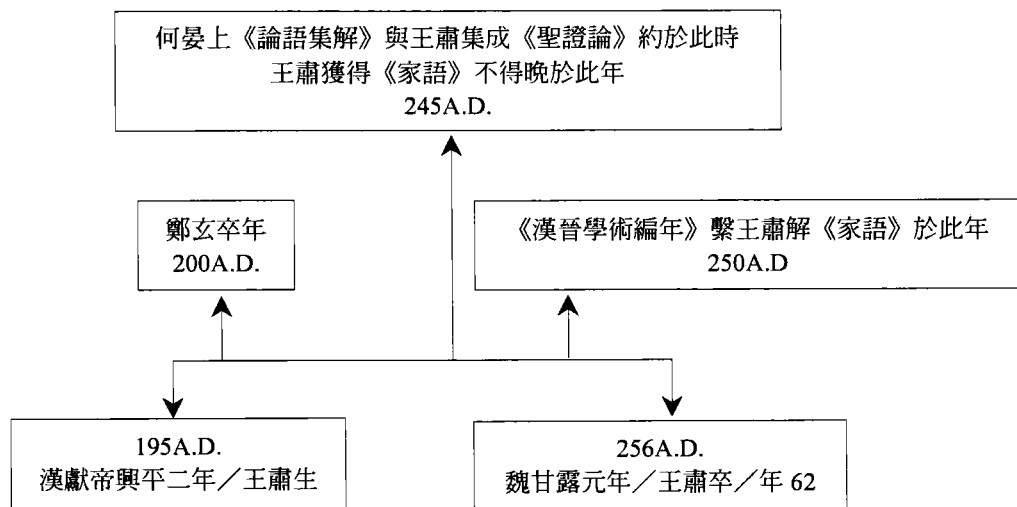 何晏上《論語集解》與王肅集成《聖證論》約於此時
王肅獲得《家語》不得晚於此年
245A.D.
鄭玄卒年
200A.D.
《漢晉學術編年》繫王肅解《家語》於此年
250A.D
195A.D.
漢獻帝興平二年／王肅生
256A.D.
魏甘露元年／王肅卒／年 62